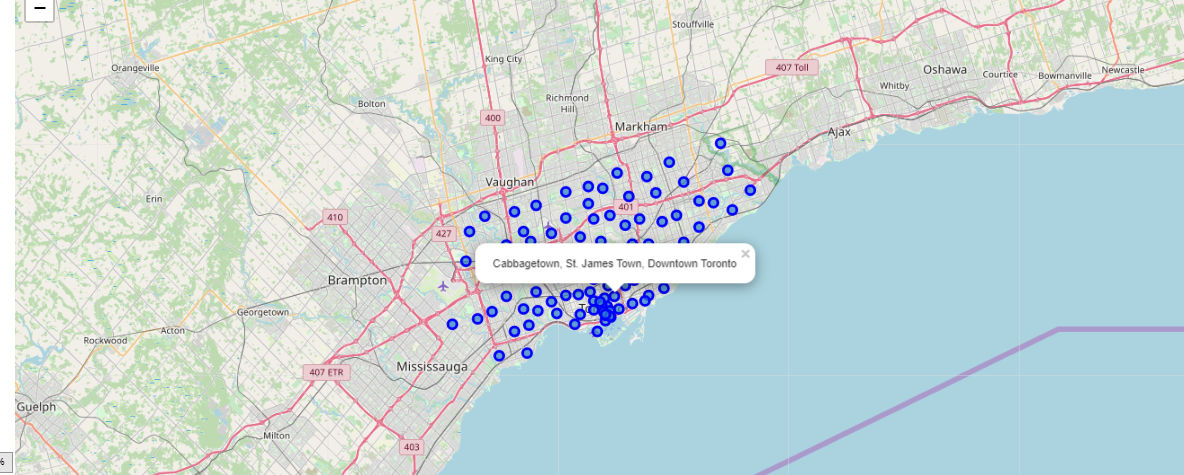 −
Stouffville
King City
Orangeville
407 Toll
Oshawa
Courtice
Newcastle
Bowmanville
Whitby
Bolton
Richmond
Hill
400
Markham
Ajax
Vaughan
Erin
401
410
427
Cabbagetown, St. James Town, Downtown Toronto
×
Brampton
Georgetown
Acton
Rockwood
Mississauga
407 ETR
Guelph
Milton
403
%